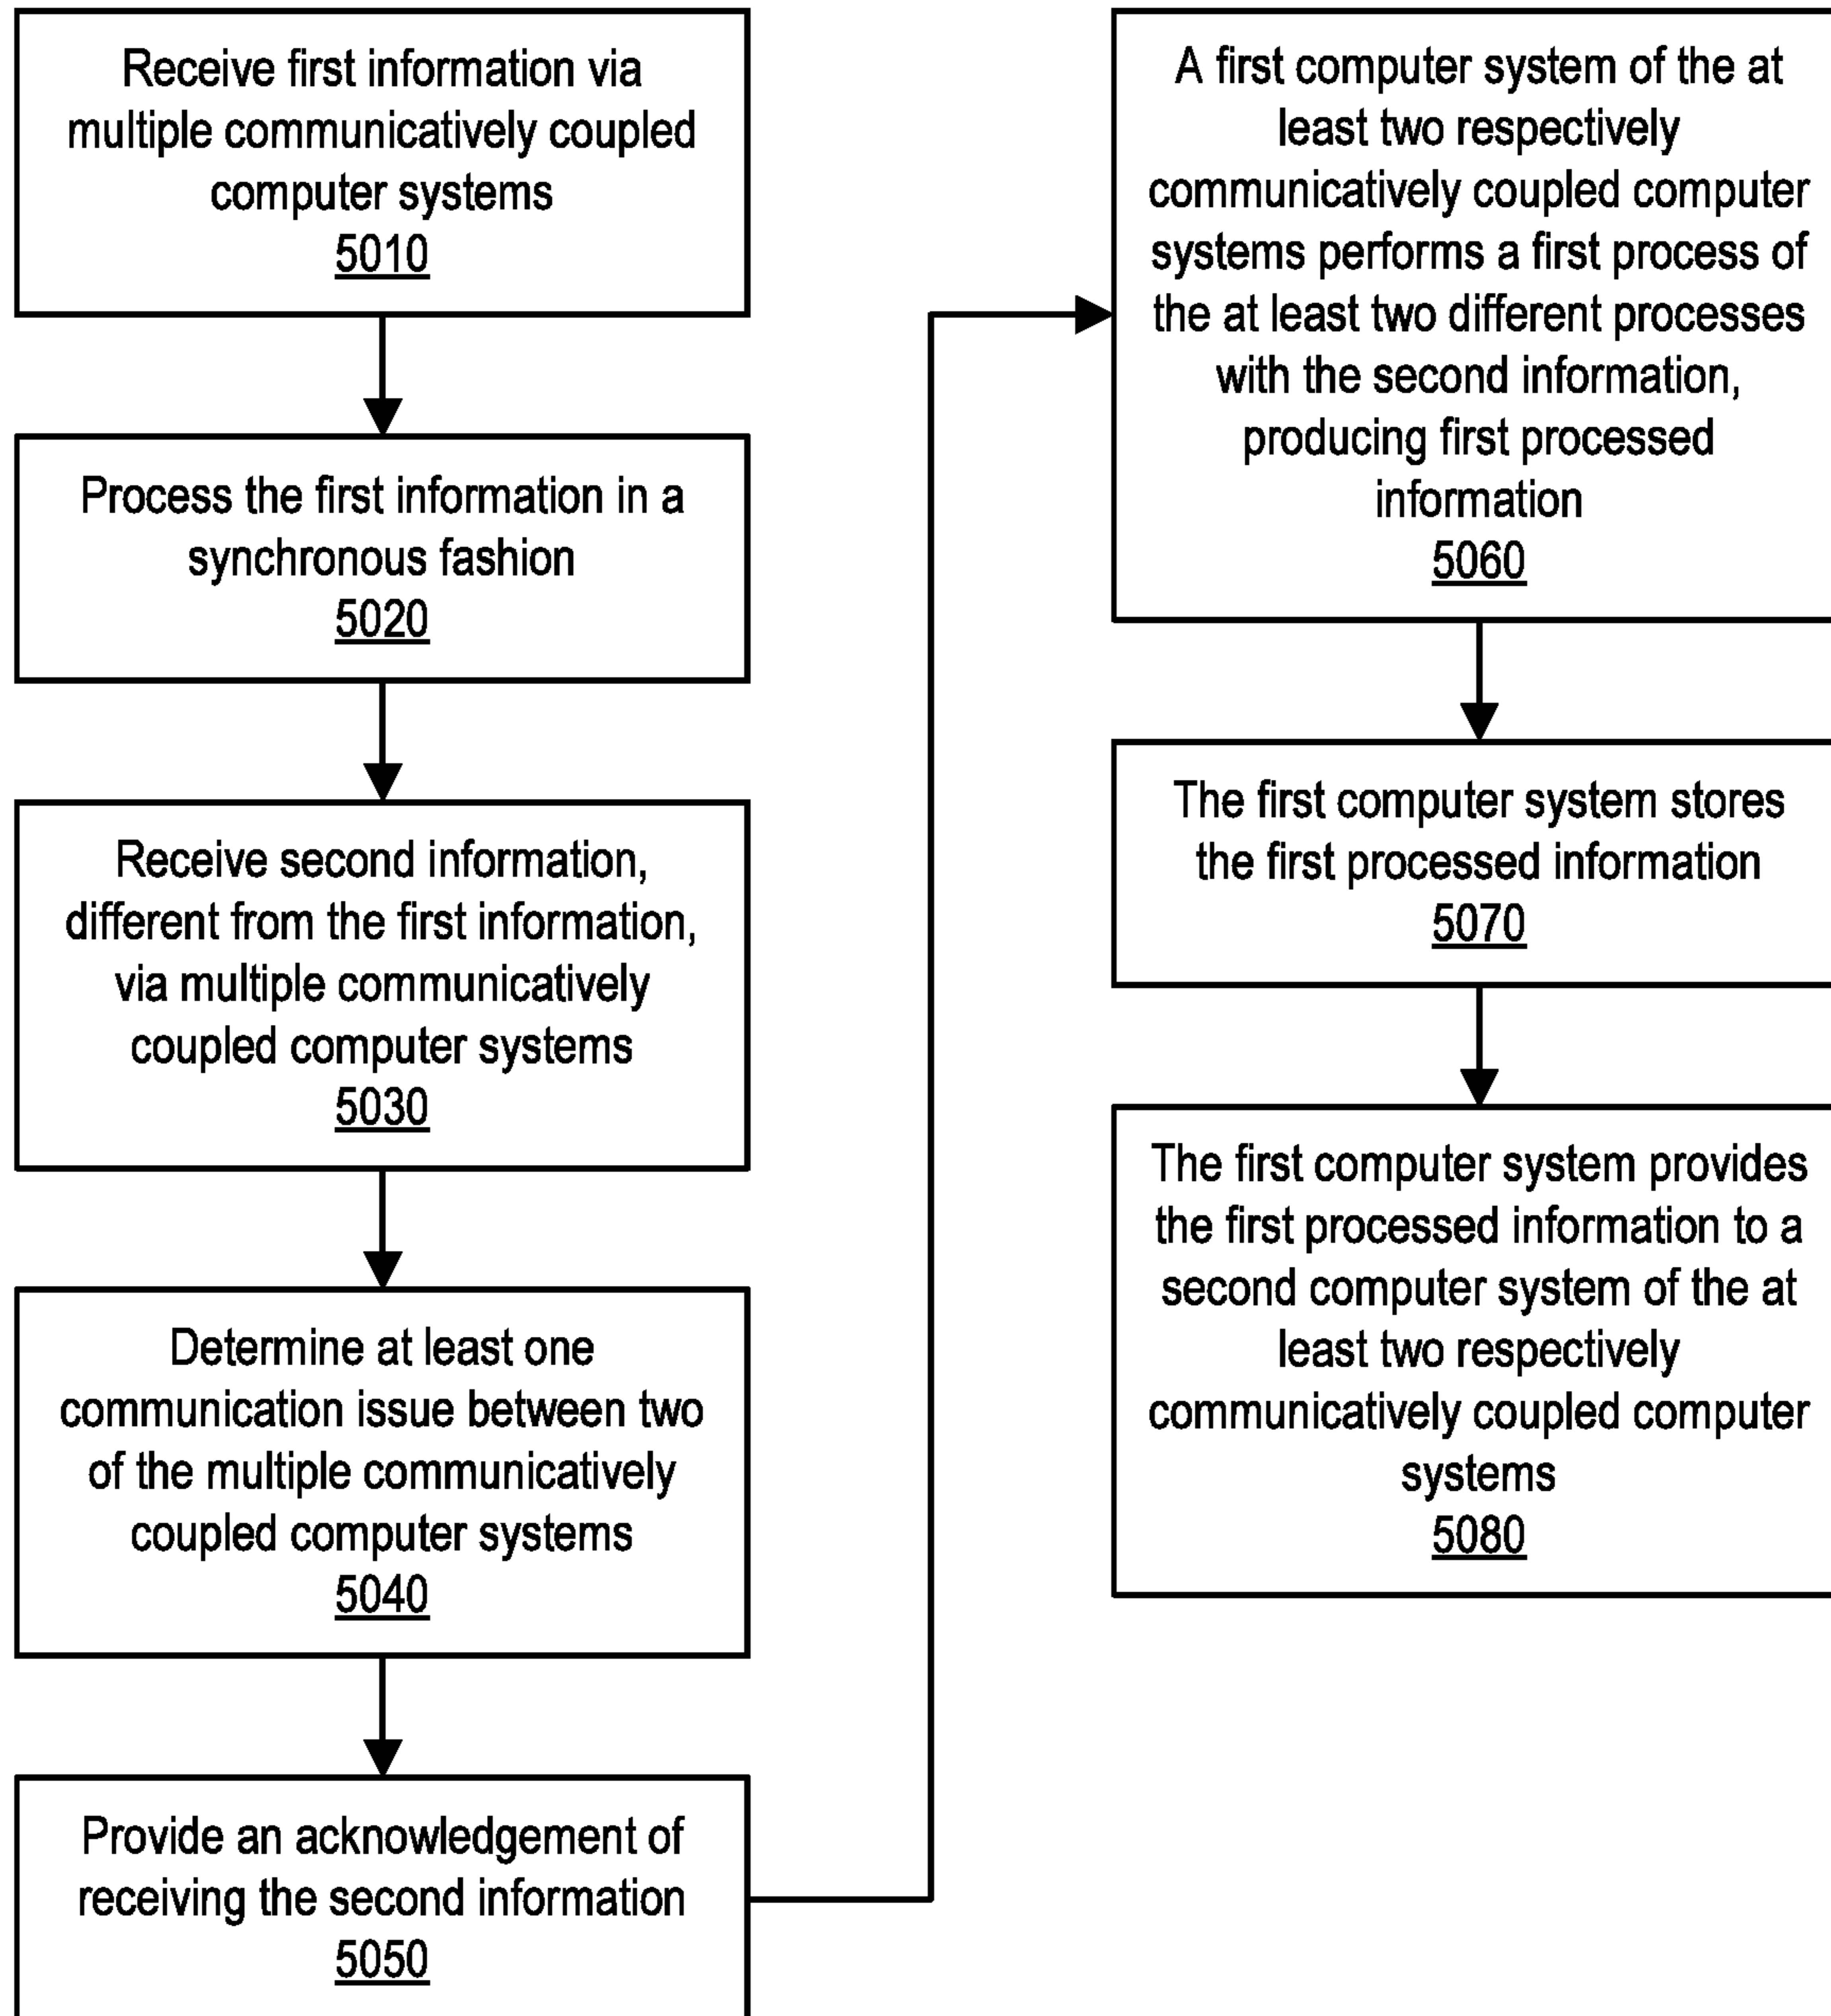 Receive first information via
multiple communicatively coupled
computer systems
5010
Process the first information in a
synchronous fashion
5020
Receive second information,
different from the first information,
via multiple communicatively
coupled computer systems
5030
Determine at least one
communication issue between two
of the multiple communicatively
coupled computer systems
5040
Provide an acknowledgement of
receiving the second information
5050
A first computer system of the at
least two respectively
communicatively coupled computer
systems performs a first process of
the at least two different processes
with the second information,
producing first processed
information
5060
The first computer system stores
the first processed information
5070
The first computer system provides
the first processed information to a
second computer system of the at
least two respectively
communicatively coupled computer
systems
5080